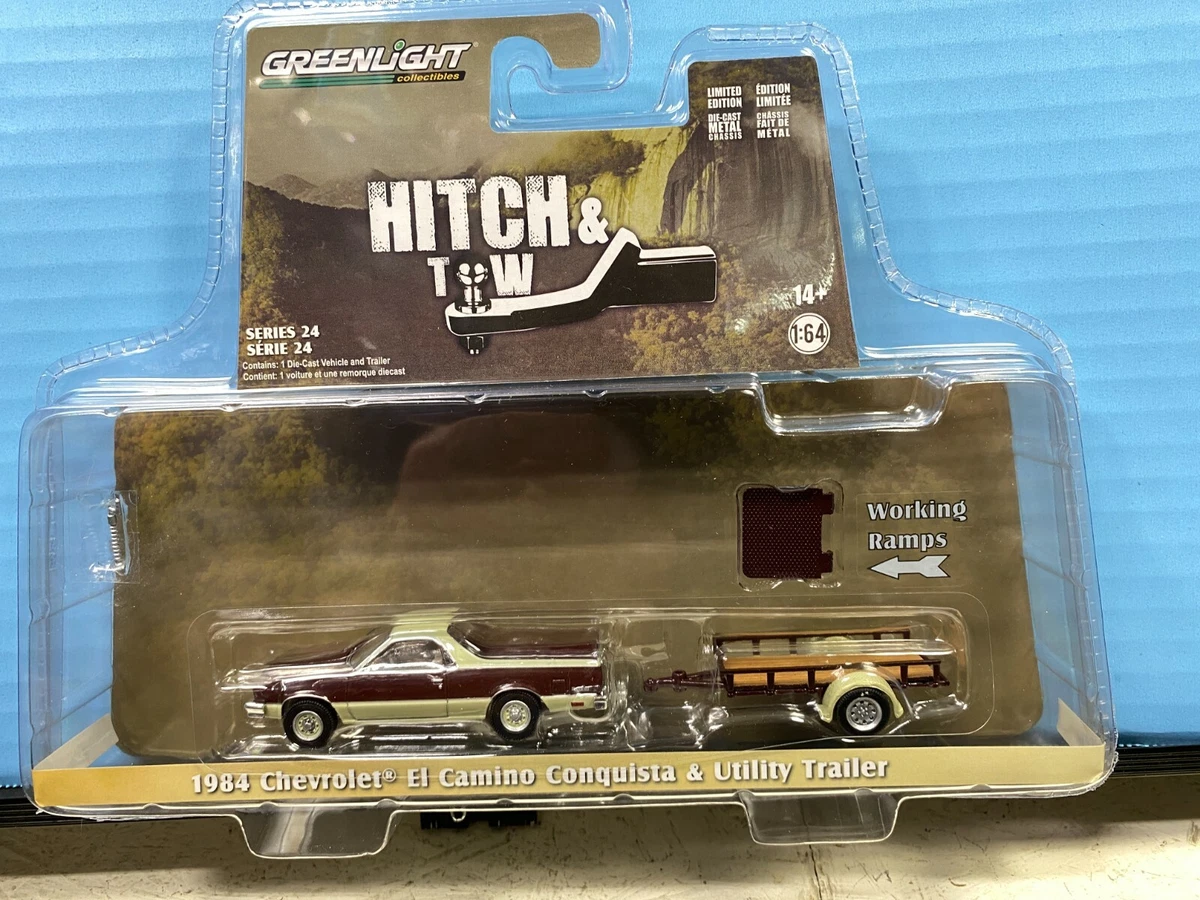 GREENLiGHT
collectibles
LIMITED EDITION
DIE-CAST METAL CHASSIS
ÉDITION LIMITÉE
CHÂSSIS FAIT DE MÉTAL
HITCH &
TOW
14+
1:64
SERIES 24
SÉRIE 24
Contains: 1 Die-Cast Vehicle and Trailer
Contient: 1 voiture et une remorque diecast
Working
Ramps
1984 Chevrolet® El Camino Conquista & Utility Trailer